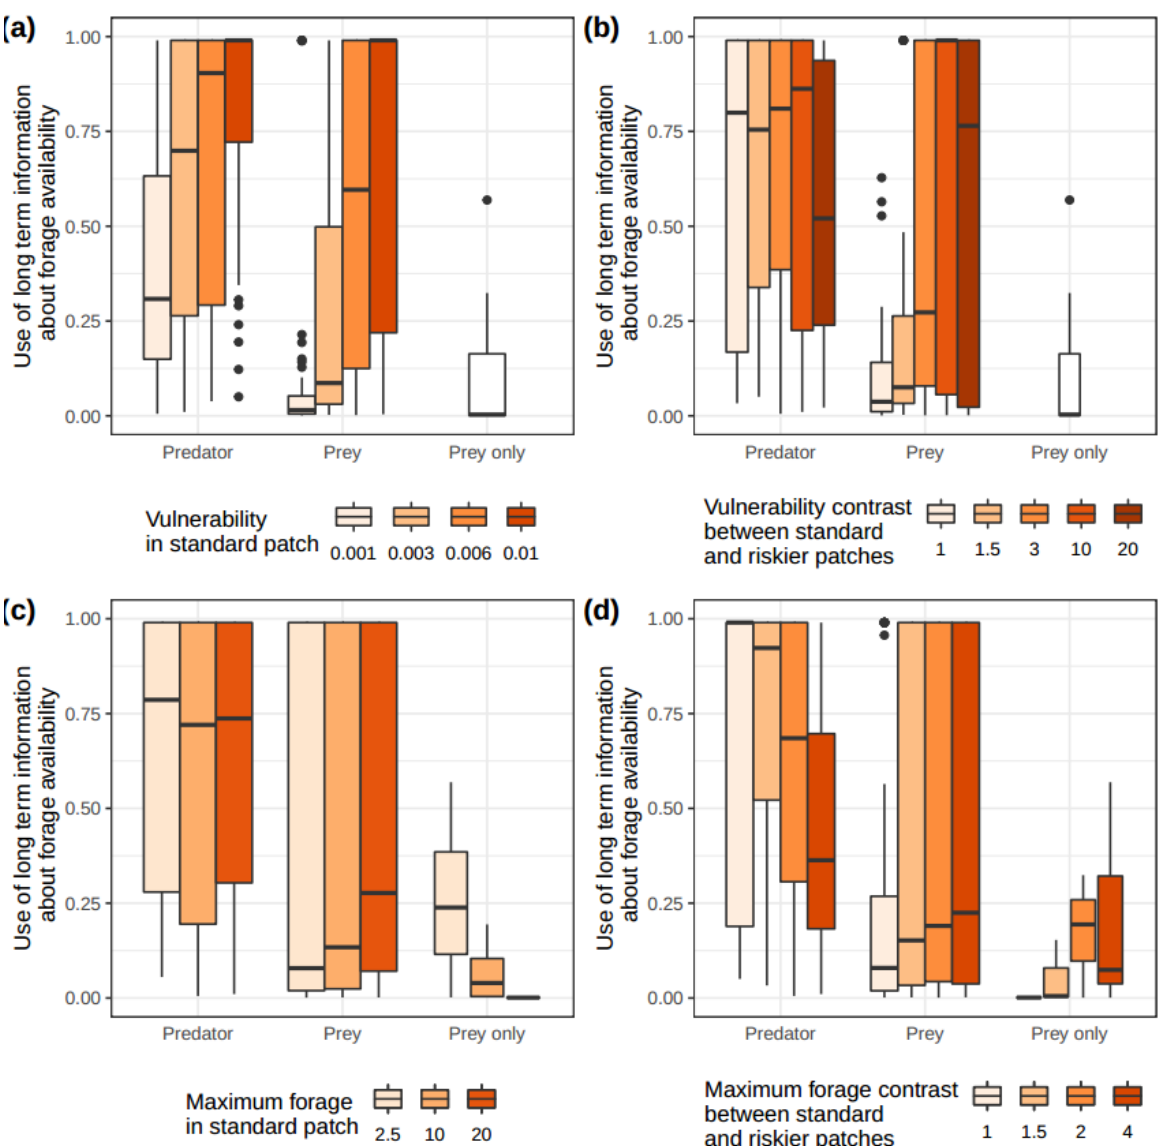 (a)
Use of long term information
about forage availability
1.00
0.75
0.50
0.25
0.00
Predator
Prey
Prey only
Vulnerability
in standard patch
0.001
0.003
0.006
0.01
(b)
Use of long term information
about forage availability
1.00
0.75
0.50
0.25
0.00
Predator
Prey
Prey only
Vulnerability contrast
between standard
and riskier patches
1
1.5
3
10
20
(c)
Use of long term information
about forage availability
1.00
0.75
0.50
0.25
0.00
Predator
Prey
Prey only
Maximum forage
in standard patch
2.5
10
20
(d)
Use of long term information
about forage availability
1.00
0.75
0.50
0.25
0.00
Predator
Prey
Prey only
Maximum forage contrast
between standard
and riskier patches
1
1.5
2
4